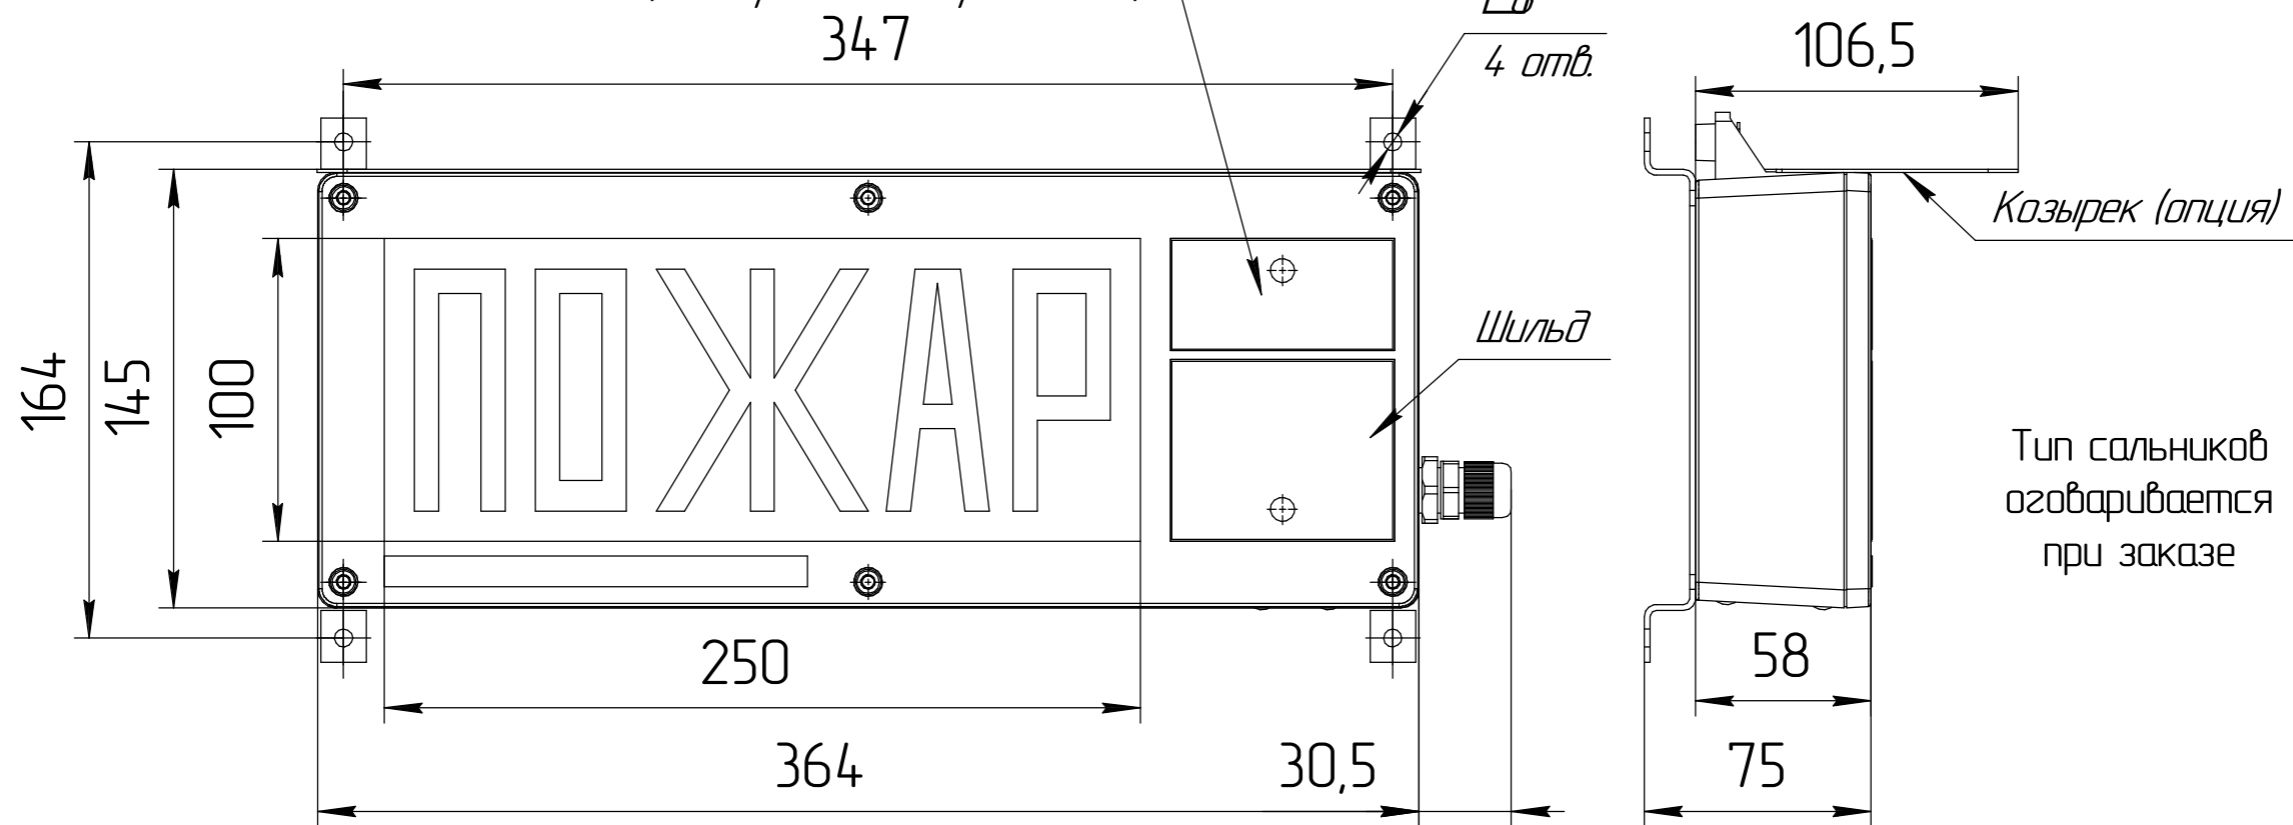 347
4 отв.
106,5
Козырек (опция)
164
145
100
ПОЖАР
Шильд
Тип сальников
оговаривается
при заказе
250
58
364
30,5
75